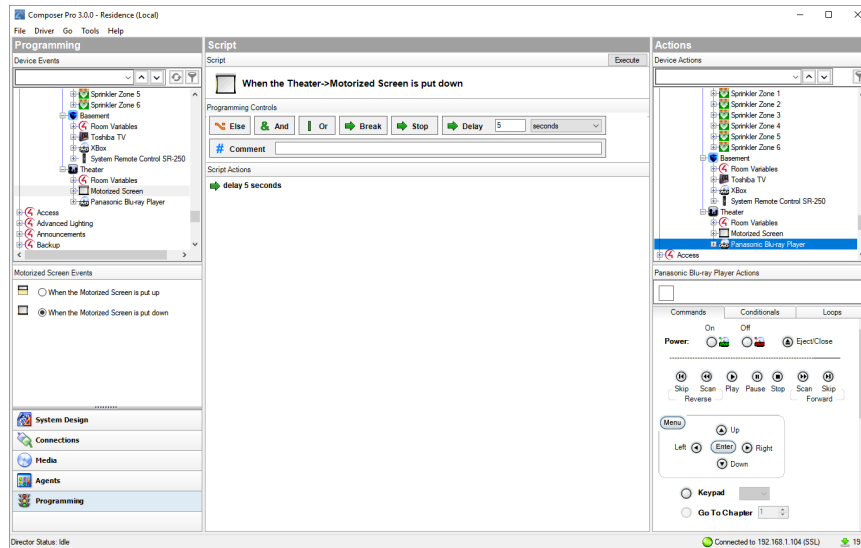 Composer Pro 3.0.0 - Residence (Local)
File Driver Go Tools Help
Programming
Device Events
Sprinkler Zone 5
Sprinkler Zone 6
Basement
Room Variables
Toshiba TV
XBox
System Remote Control SR-250
Theater
Room Variables
Motorized Screen
Panasonic Blu-ray Player
Access
Advanced Lighting
Announcements
Backup
Motorized Screen Events
When the Motorized Screen is put up
When the Motorized Screen is put down
System Design
Connections
Media
Agents
Programming
Script
Script Execute
When the Theater->Motorized Screen is put down
Programming Controls
Else And Or Break Stop Delay 5 seconds
# Comment
Script Actions
delay 5 seconds
Actions
Device Actions
Sprinkler Zone 1
Sprinkler Zone 2
Sprinkler Zone 3
Sprinkler Zone 4
Sprinkler Zone 5
Sprinkler Zone 6
Basement
Room Variables
Toshiba TV
XBox
System Remote Control SR-250
Theater
Room Variables
Motorized Screen
Panasonic Blu-ray Player
Access
Panasonic Blu-ray Player Actions
Commands Conditionals Loops
On Off
Power: Eject/Close
Skip Scan Play Pause Stop Scan Skip
Reverse Forward
Menu
Up
Left Enter Right
Down
Keypad
Go To Chapter 1
Director Status: Idle
Connected to 192.168.1.104 (SSL) 19